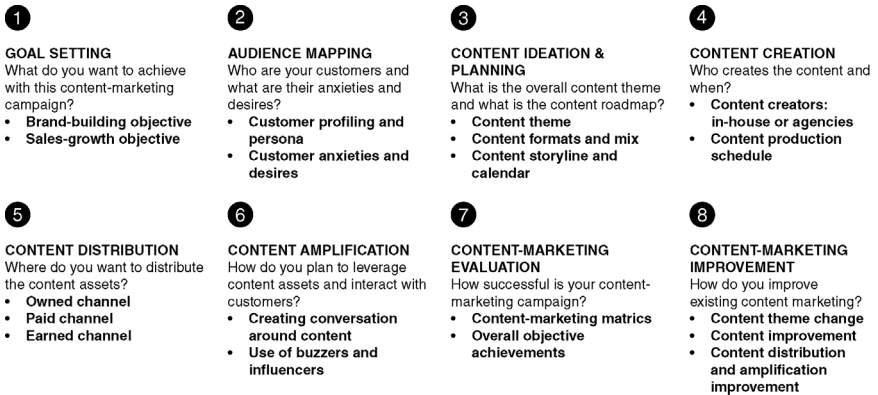 1
GOAL SETTING
What do you want to achieve
with this content-marketing
campaign?
• Brand-building objective
• Sales-growth objective
2
AUDIENCE MAPPING
Who are your customers and
what are their anxieties and
desires?
• Customer profiling and
persona
• Customer anxieties and
desires
3
CONTENT IDEATION &
PLANNING
What is the overall content theme
and what is the content roadmap?
• Content theme
• Content formats and mix
• Content storyline and
calendar
4
CONTENT CREATION
Who creates the content and
when?
• Content creators:
in-house or agencies
• Content production
schedule
5
CONTENT DISTRIBUTION
Where do you want to distribute
the content assets?
• Owned channel
• Paid channel
• Earned channel
6
CONTENT AMPLIFICATION
How do you plan to leverage
content assets and interact with
customers?
• Creating conversation
around content
• Use of buzzers and
influencers
7
CONTENT-MARKETING
EVALUATION
How successful is your content-
marketing campaign?
• Content-marketing matrics
• Overall objective
achievements
8
CONTENT-MARKETING
IMPROVEMENT
How do you improve
existing content marketing?
• Content theme change
• Content improvement
• Content distribution
and amplification
improvement